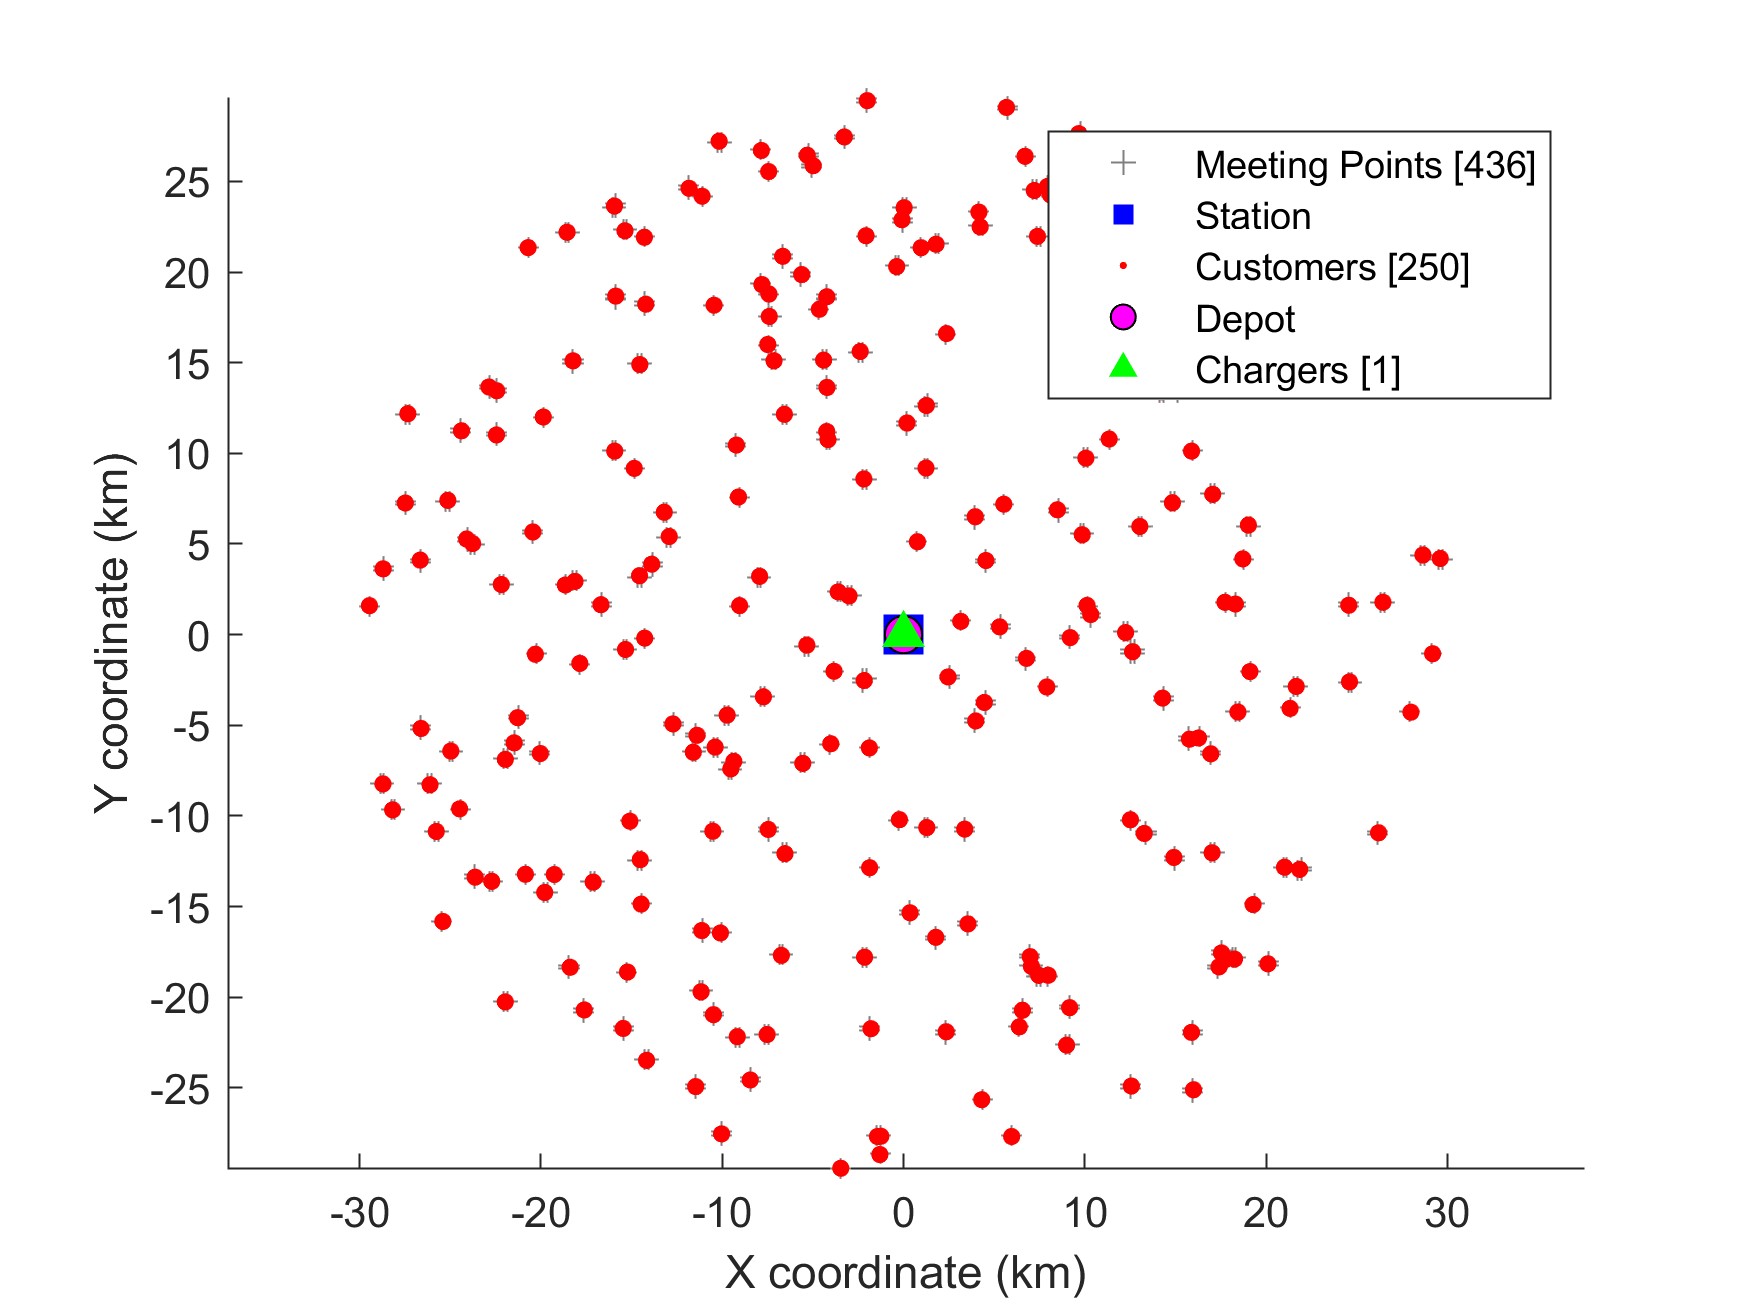 Meeting Points [436]
Station
Customers [250]
Depot
Chargers [1]
25
20
15
10
5
0
-5
-10
-15
-20
-25
Y coordinate (km)
-30 -20 -10 0 10 20 30
X coordinate (km)